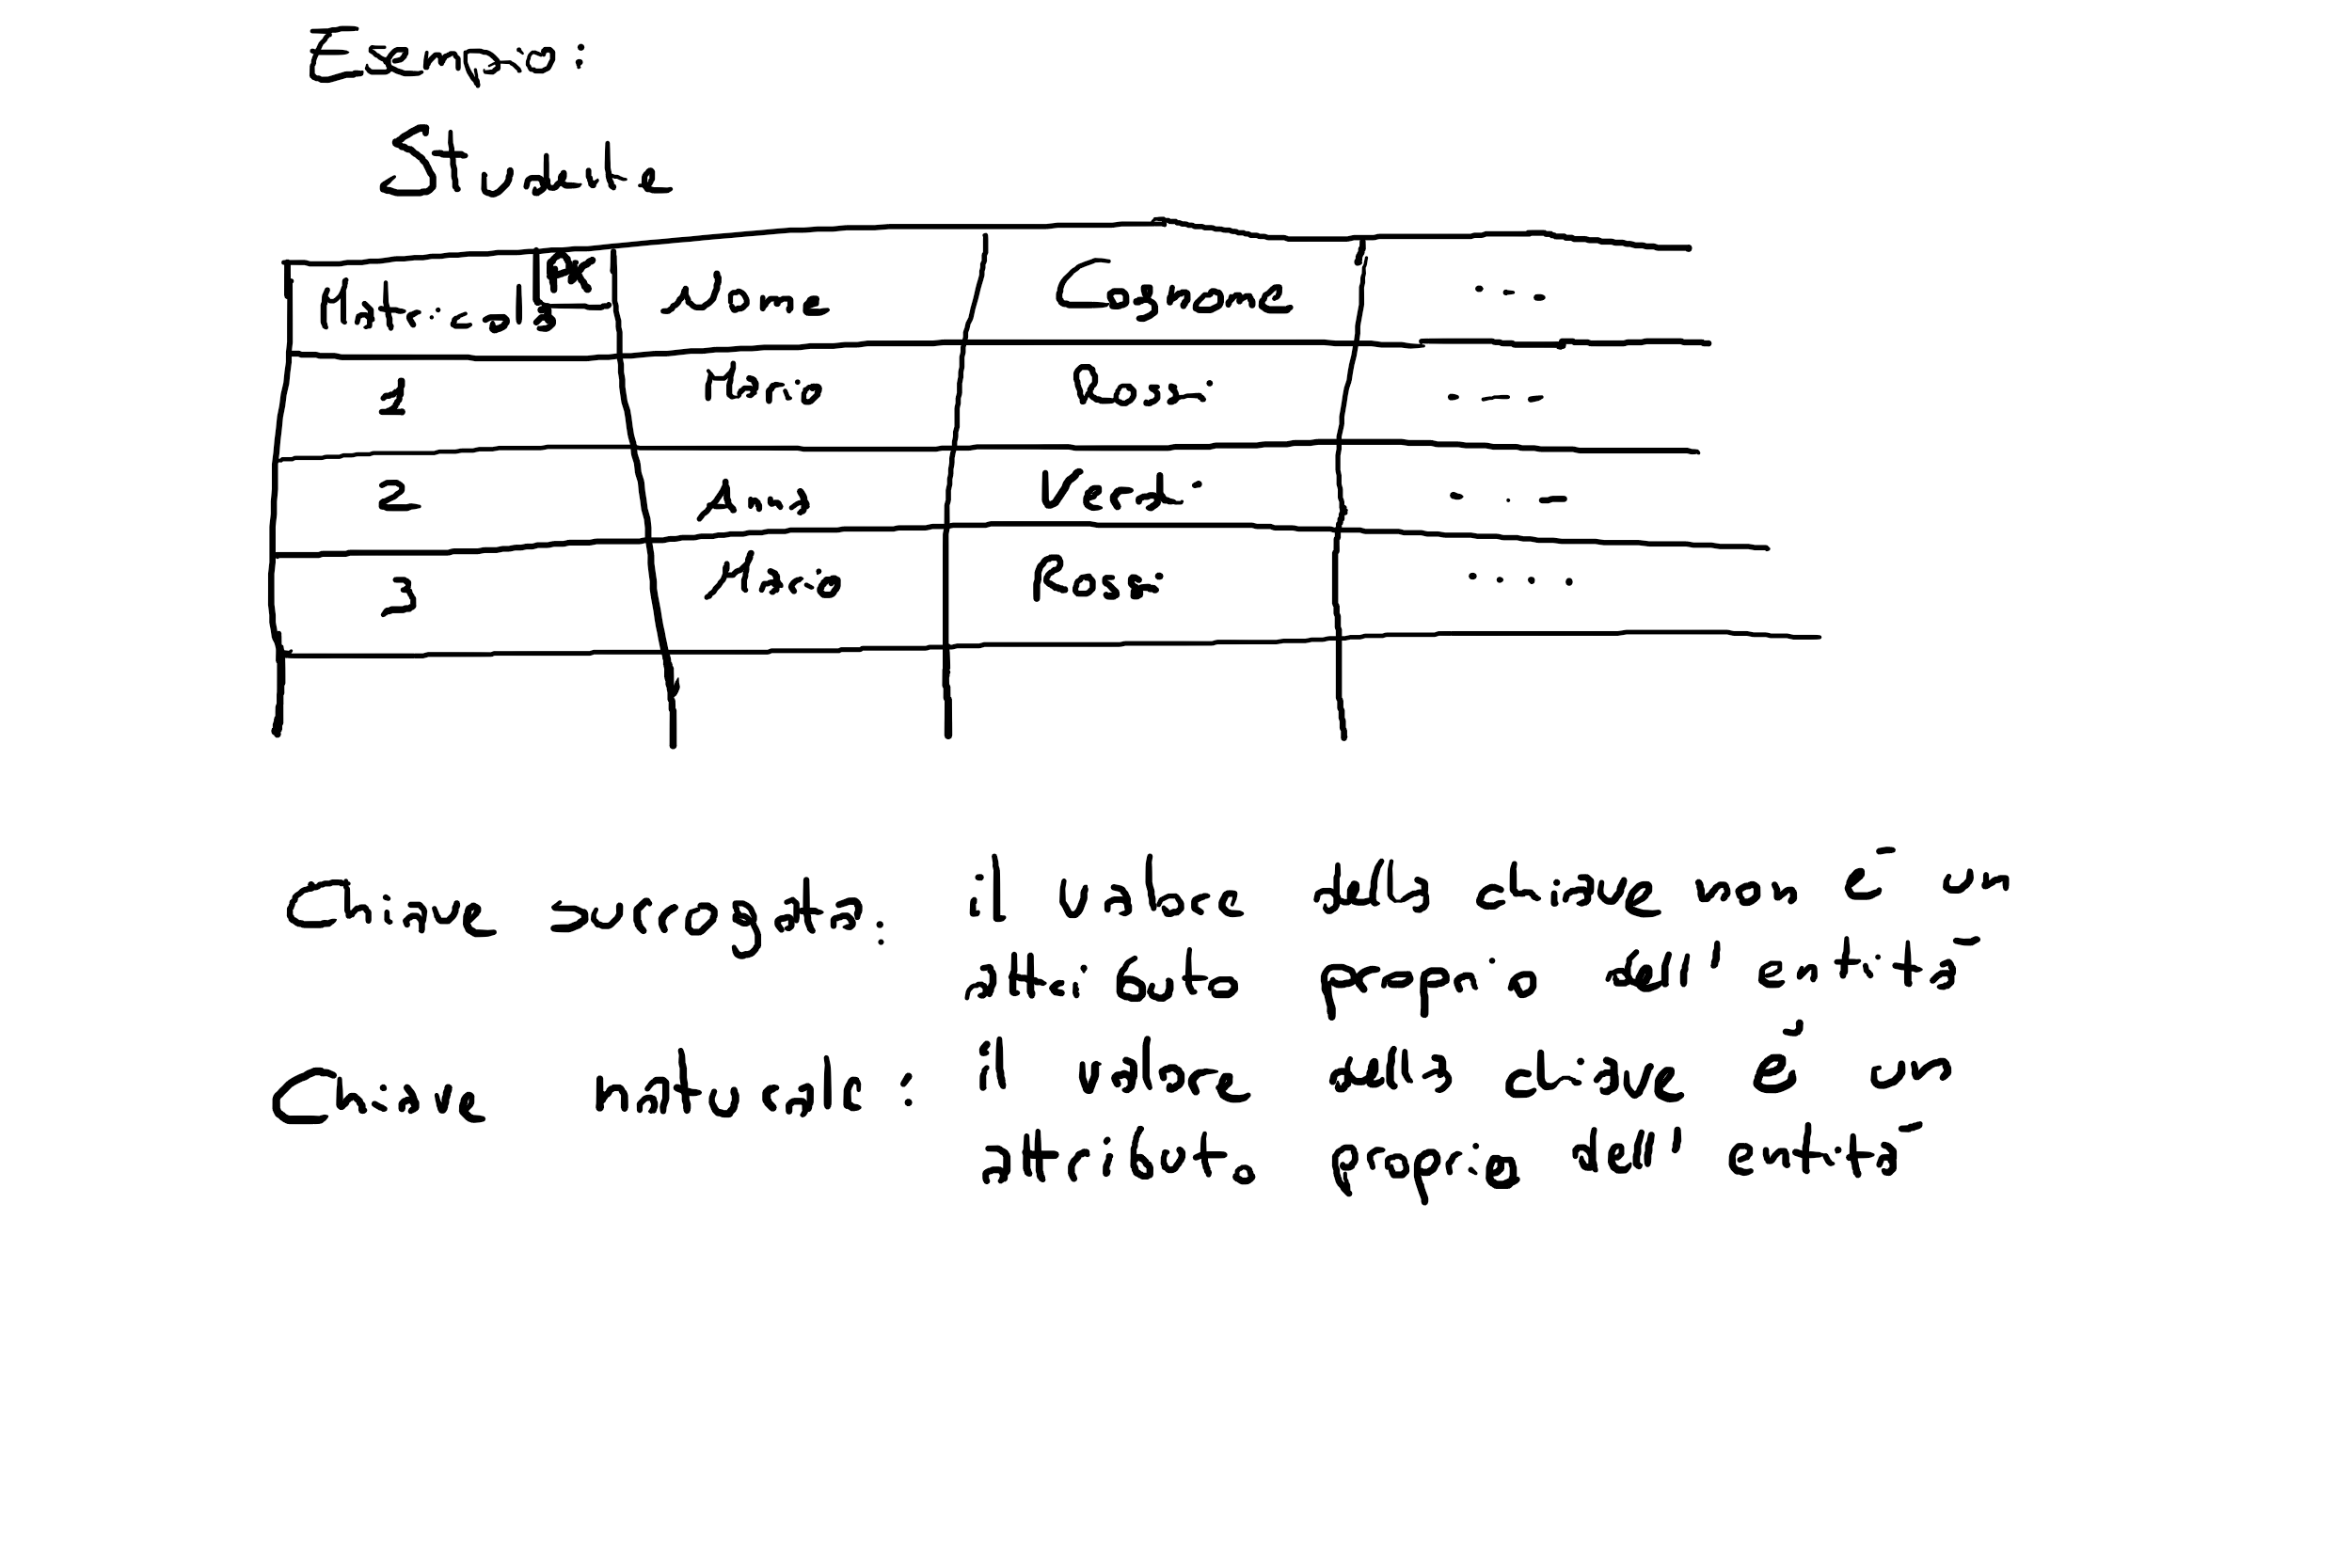 Esempio:
Studente
Matricola PK Nome Cognome ...
1 Mario Rossi ...
2 Anna Verdi ...
3 Mario Rossi ....
Chiave surrogata: il valore della chiave non è un
attributo proprio dell'entità
Chiave naturale: il valore della chiave è un
attributo proprio dell'entità